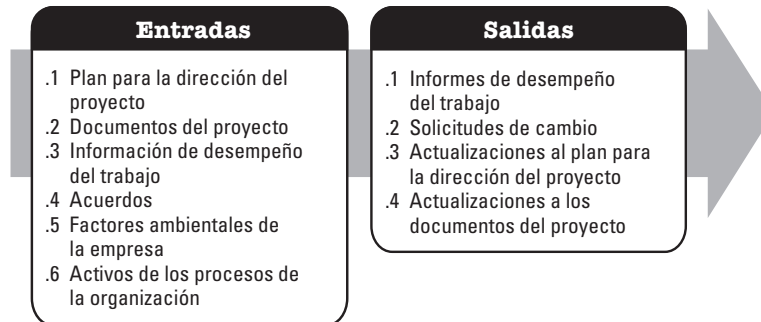 Entradas
.1 Plan para la dirección del
proyecto
.2 Documentos del proyecto
.3 Información de desempeño
del trabajo
.4 Acuerdos
.5 Factores ambientales de
la empresa
.6 Activos de los procesos de
la organización
Salidas
.1 Informes de desempeño
del trabajo
.2 Solicitudes de cambio
.3 Actualizaciones al plan para
la dirección del proyecto
.4 Actualizaciones a los
documentos del proyecto